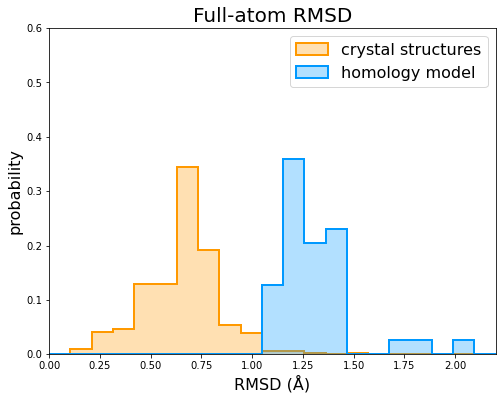 Full-atom RMSD
crystal structures
homology model
probability
0.6
0.5
0.4
0.3
0.2
0.1
0.0
0.00 0.25 0.50 0.75 1.00 1.25 1.50 1.75 2.00
RMSD (Å)